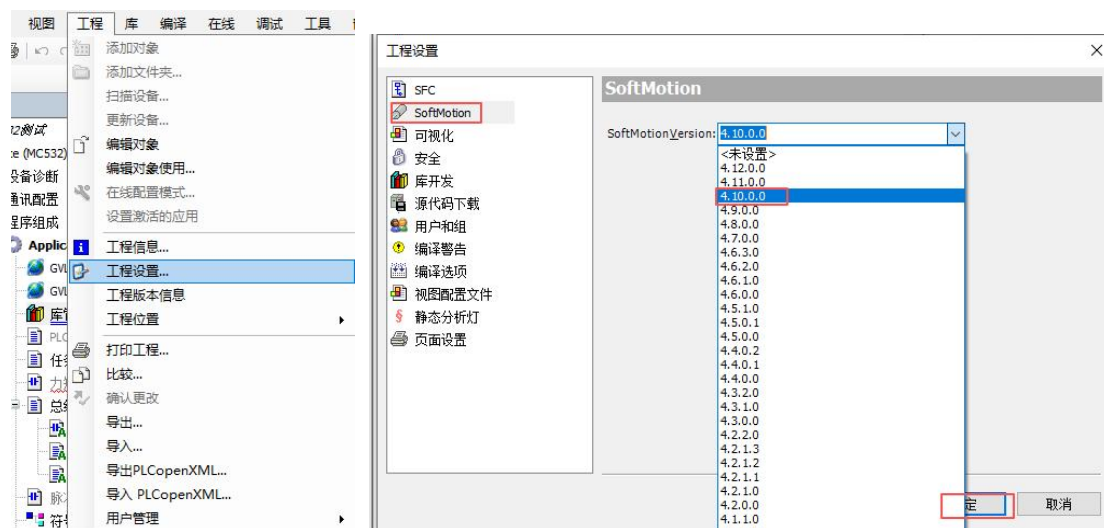 视图 工程 库 编译 在线 调试 工具
添加对象
添加文件夹...
扫描设备...
更新设备...
编辑对象
编辑对象使用...
在线配置模式...
设置激活的应用
工程信息...
工程设置...
工程版本信息
工程位置
打印工程...
比较...
确认更改
导出...
导入...
导出PLCopenXML...
导入 PLCopenXML...
用户管理
(MC532)
设备诊断
通讯配置
程序组成
Applic
GVL
GVL
PLC
工程设置
SFC
SoftMotion
可视化
安全
库开发
源代码下载
用户和组
编译警告
编译选项
视图配置文件
静态分析灯
页面设置
SoftMotion
SoftMotionVersion: 4.10.0.0
<未设置>
4.12.0.0
4.11.0.0
4.10.0.0
4.9.0.0
4.8.0.0
4.7.0.0
4.6.3.0
4.6.2.0
4.6.1.0
4.6.0.0
4.5.1.0
4.5.0.1
4.5.0.0
4.4.0.2
4.4.0.1
4.4.0.0
4.3.2.0
4.3.1.0
4.3.0.0
4.2.2.0
4.2.1.3
4.2.1.2
4.2.1.1
4.2.1.0
4.2.0.0
4.1.1.0
定 取消